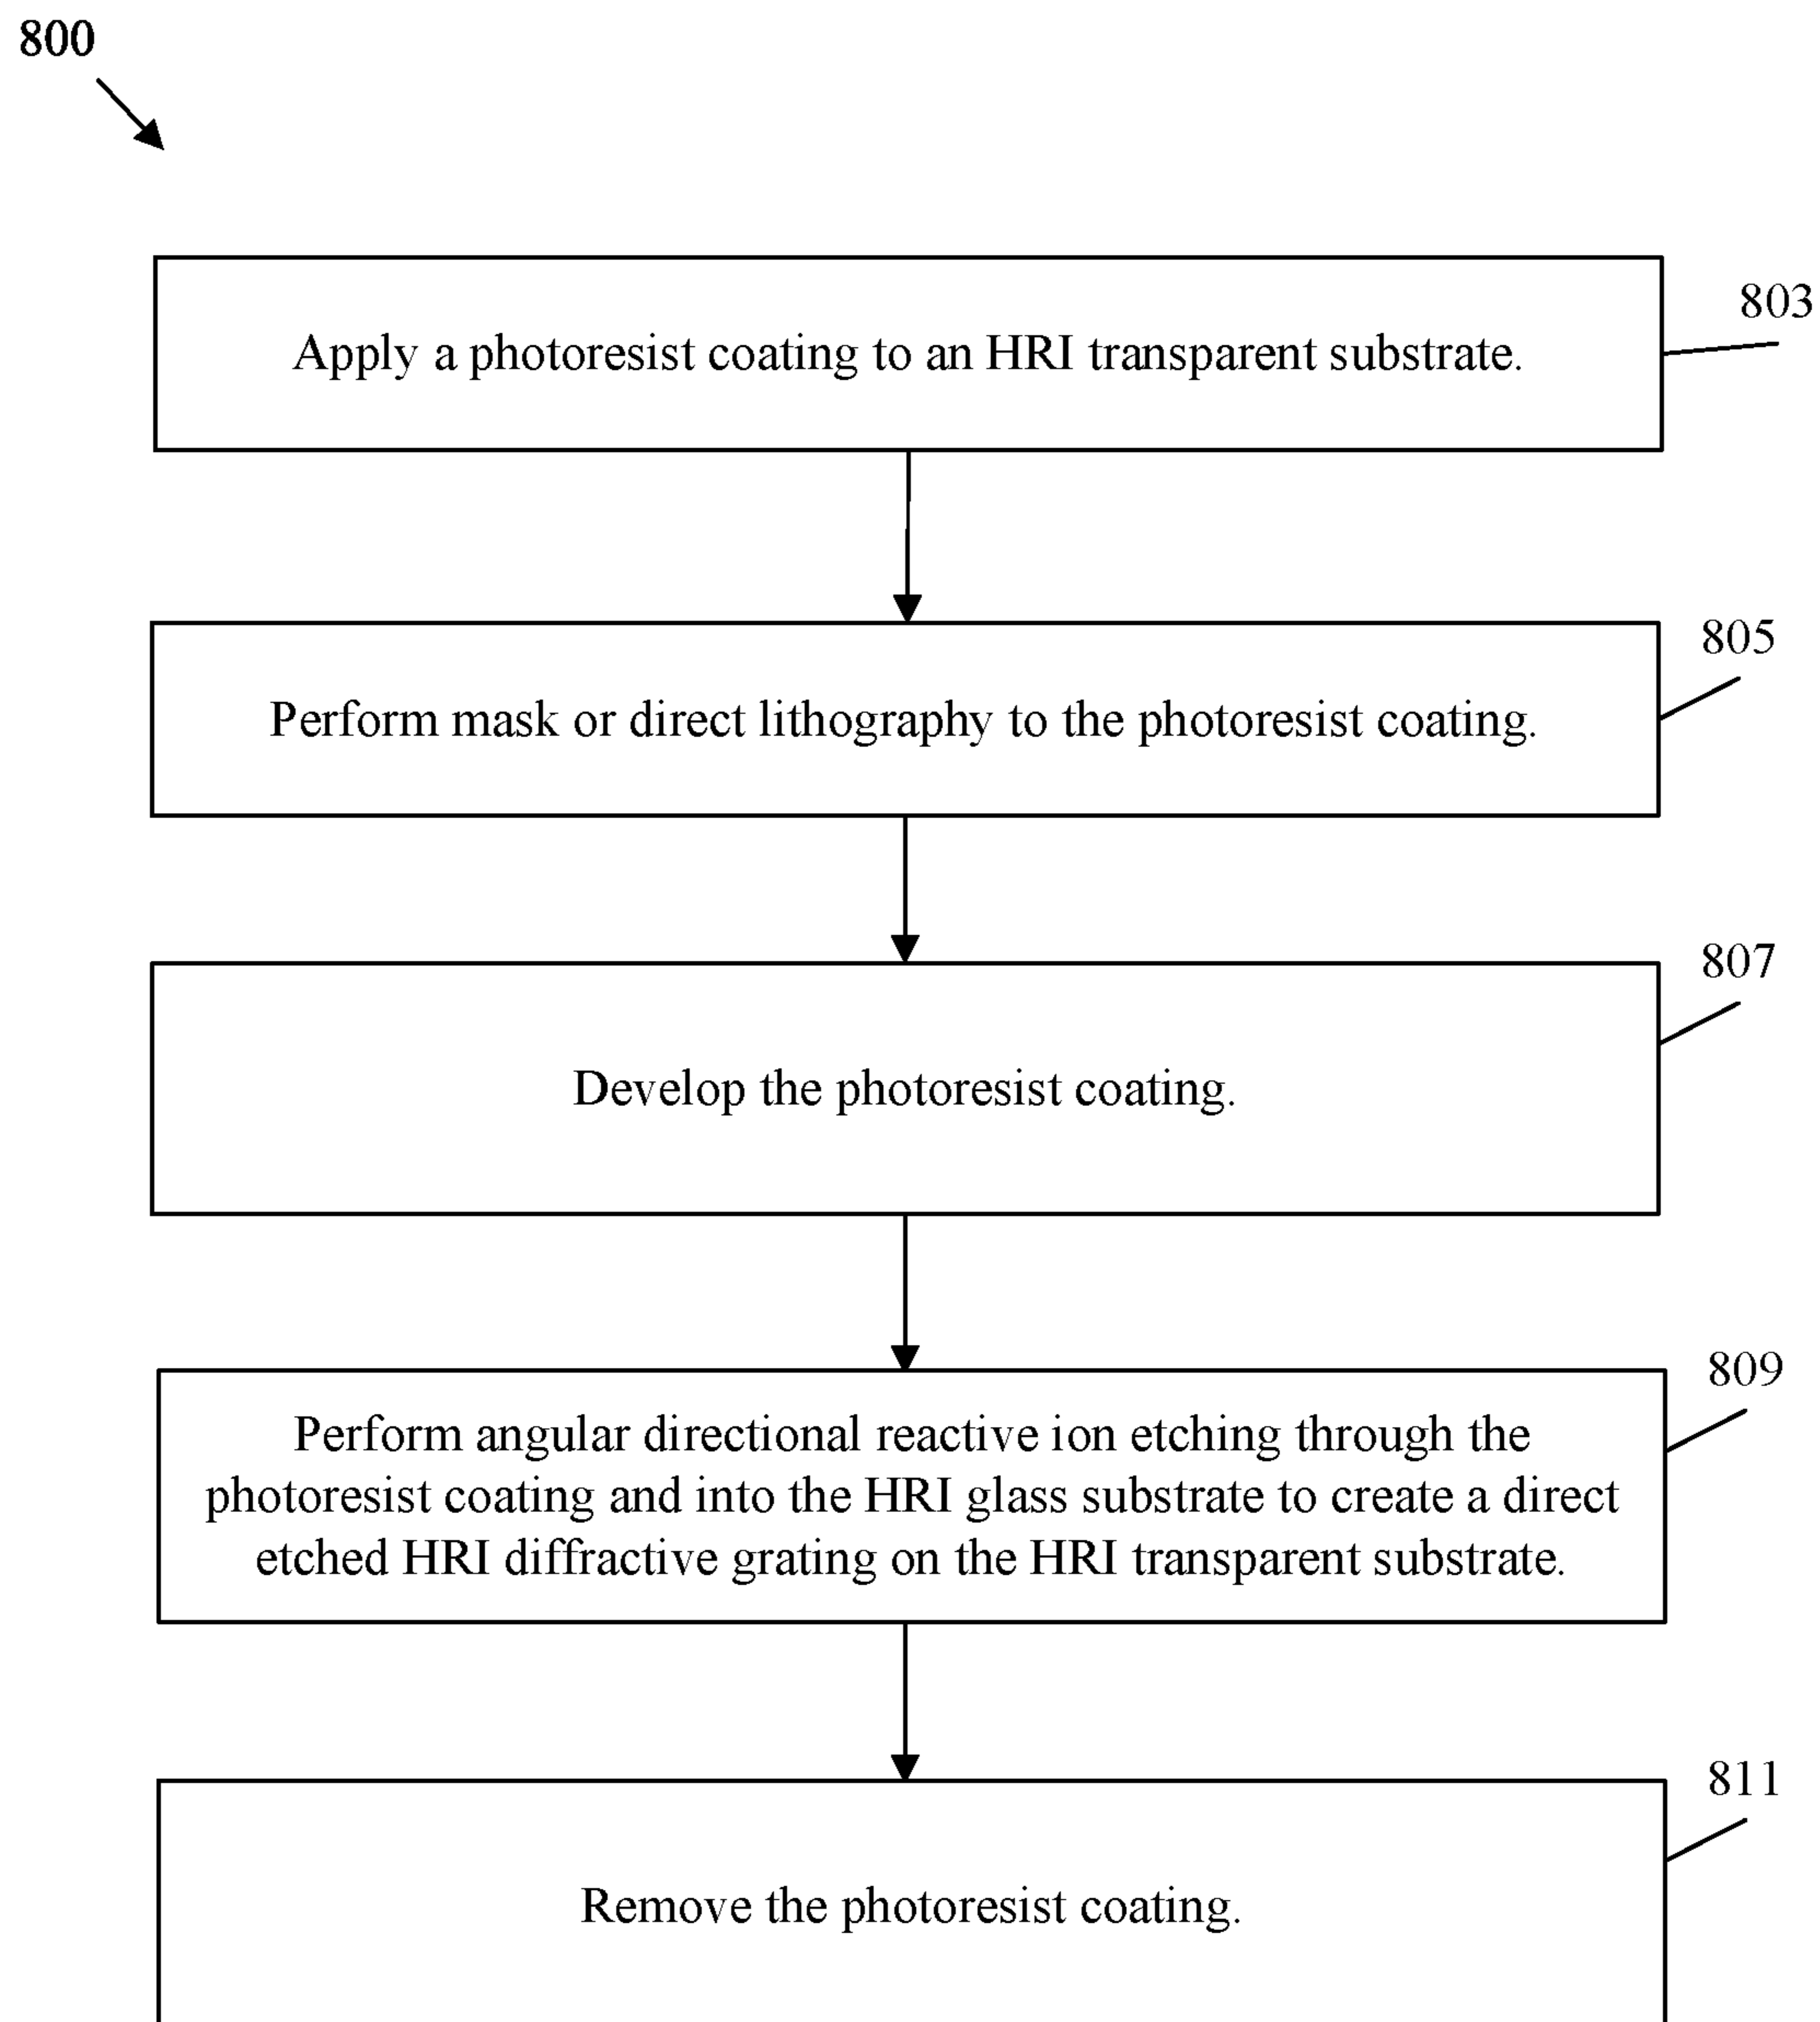 800
803
Apply a photoresist coating to an HRI transparent substrate.
805
Perform mask or direct lithography to the photoresist coating.
807
Develop the photoresist coating.
809
Perform angular directional reactive ion etching through the
photoresist coating and into the HRI glass substrate to create a direct
etched HRI diffractive grating on the HRI transparent substrate.
811
Remove the photoresist coating.